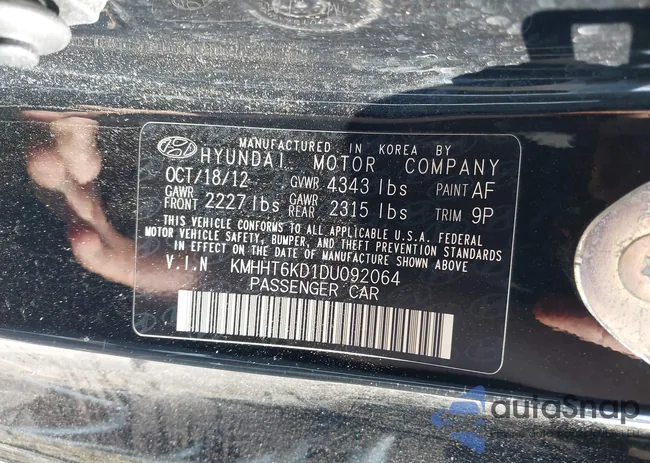 MANUFACTURED IN KOREA BY
HYUNDAI MOTOR COMPANY
OCT/18/12 GVWR 4343 lbs PAINT AF
GAWR FRONT 2227 lbs GAWR REAR 2315 lbs TRIM 9P
THIS VEHICLE CONFORMS TO ALL APPLICABLE U.S.A. FEDERAL
MOTOR VEHICLE SAFETY, BUMPER, AND THEFT PREVENTION STANDARDS
IN EFFECT ON THE DATE OF MANUFACTURE SHOWN ABOVE.
V.I.N KMHHT6KD1DU092064
PASSENGER CAR
autoSnap